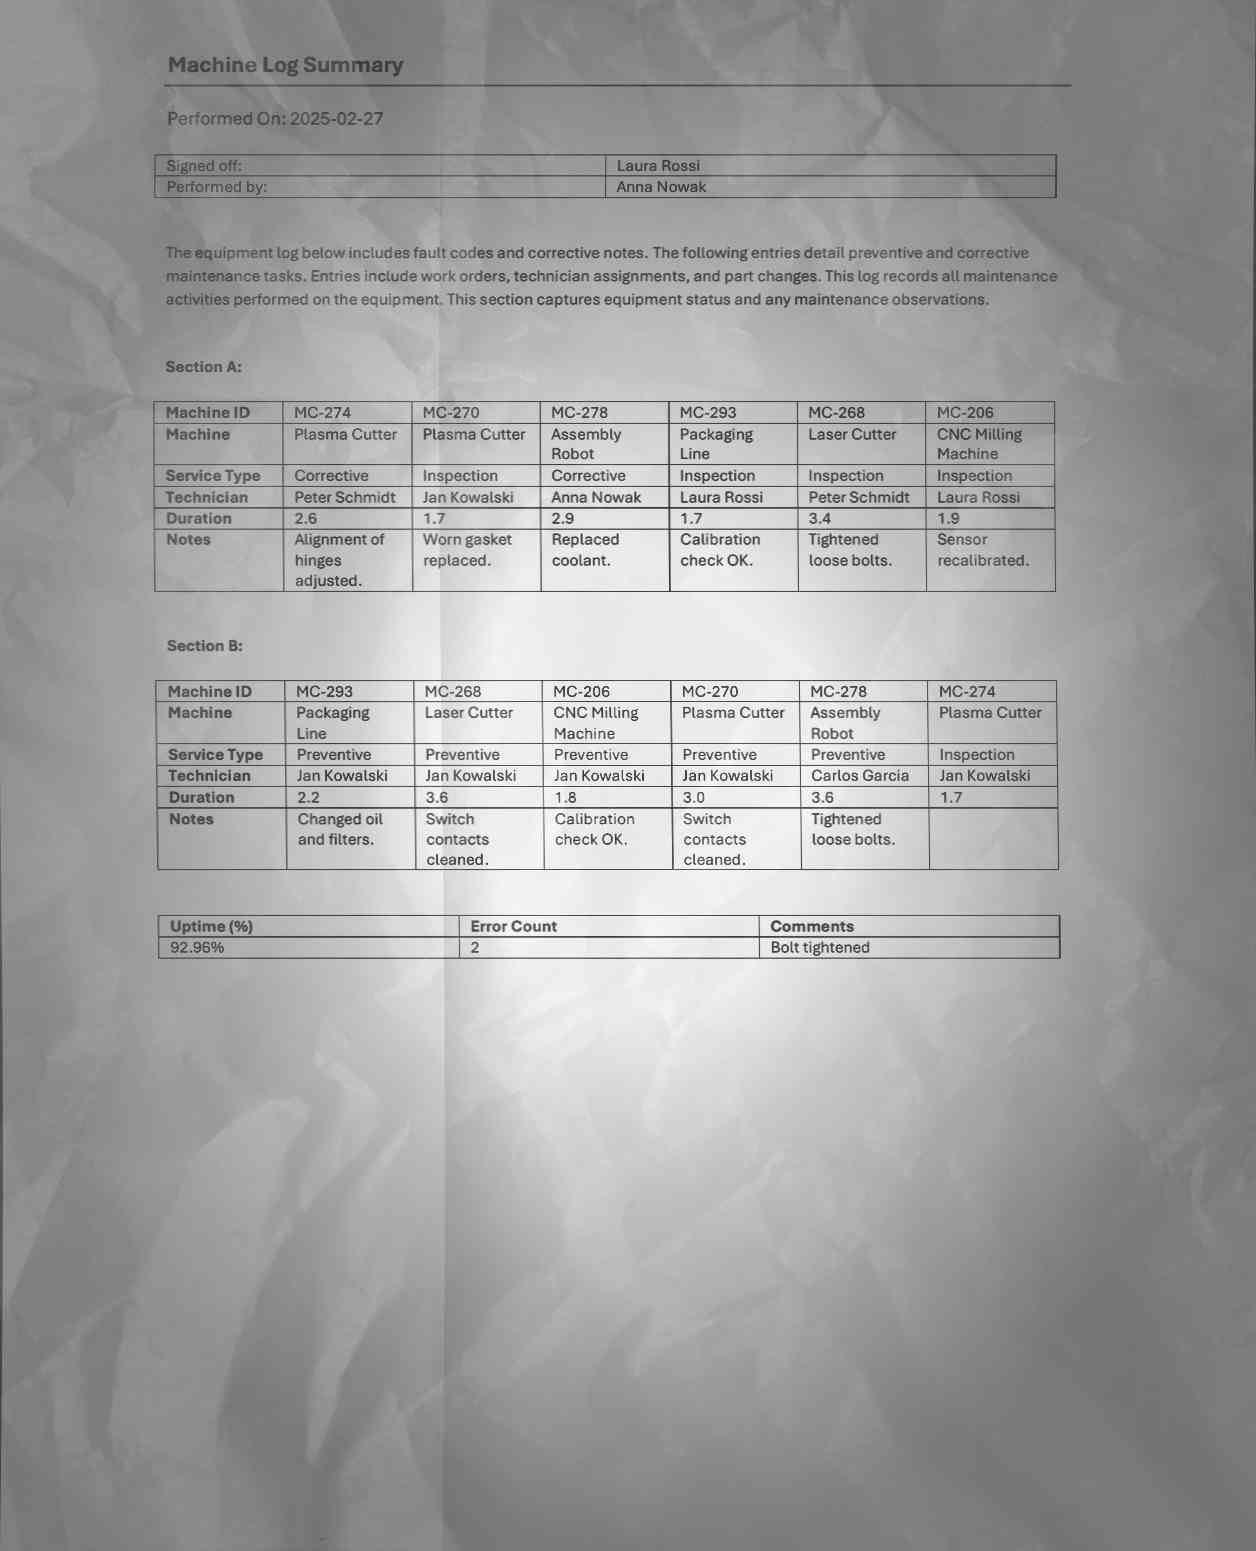 Machine Log Summary
Performed On: 2025-02-27
Signed off: Laura Rossi
Performed by: Anna Nowak
The equipment log below includes fault codes and corrective notes. The following entries detail preventive and corrective
maintenance tasks. Entries include work orders, technician assignments, and part changes. This log records all maintenance
activities performed on the equipment. This section captures equipment status and any maintenance observations.
Section A:
Machine ID MC-274 MC-270 MC-278 MC-293 MC-268 MC-206
Machine Plasma Cutter Plasma Cutter Assembly Packaging Laser Cutter CNC Milling
Robot Line Machine
Service Type Corrective Inspection Corrective Inspection Inspection Inspection
Technician Peter Schmidt Jan Kowalski Anna Nowak Laura Rossi Peter Schmidt Laura Rossi
Duration 2.6 1.7 2.9 1.7 3.4 1.9
Notes Alignment of Worn gasket Replaced Calibration Tightened Sensor
hinges replaced. coolant. check OK. loose bolts. recalibrated.
adjusted.
Section B:
Machine ID MC-293 MC-268 MC-206 MC-270 MC-278 MC-274
Machine Packaging Laser Cutter CNC Milling Plasma Cutter Assembly Plasma Cutter
Line Machine Robot
Service Type Preventive Preventive Preventive Preventive Preventive Inspection
Technician Jan Kowalski Jan Kowalski Jan Kowalski Jan Kowalski Carlos Garcia Jan Kowalski
Duration 2.2 3.6 1.8 3.0 3.6 1.7
Notes Changed oil Switch Calibration Switch Tightened
and filters. contacts check OK. contacts loose bolts.
cleaned. cleaned.
Uptime (%) Error Count Comments
92.96% 2 Bolt tightened